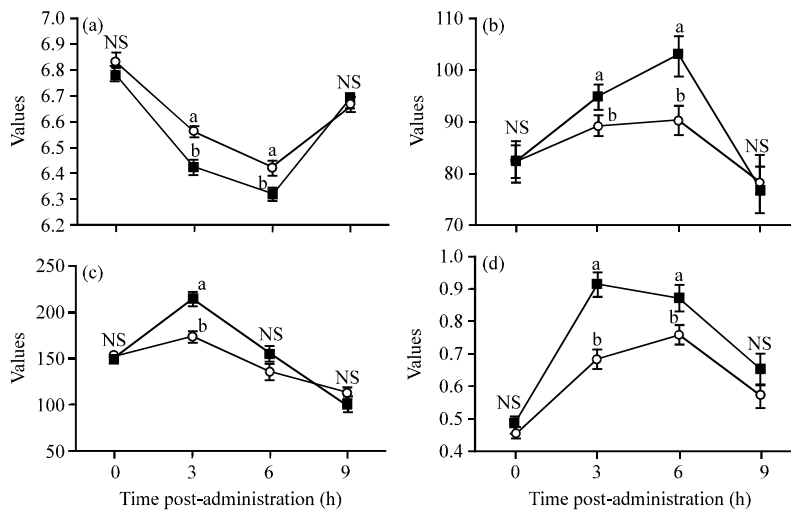 (a)
7.0
6.9
6.8
6.7
6.6
6.5
6.4
6.3
6.2
Values
NS
a
b
a
b
NS
(b)
110
100
90
80
70
Values
NS
a
b
a
b
NS
(c)
250
200
150
100
50
Values
NS
a
b
NS
NS
0 3 6 9
Time post-administration (h)
(d)
1.0
0.9
0.8
0.7
0.6
0.5
0.4
Values
NS
a
b
a
b
NS
0 3 6 9
Time post-administration (h)